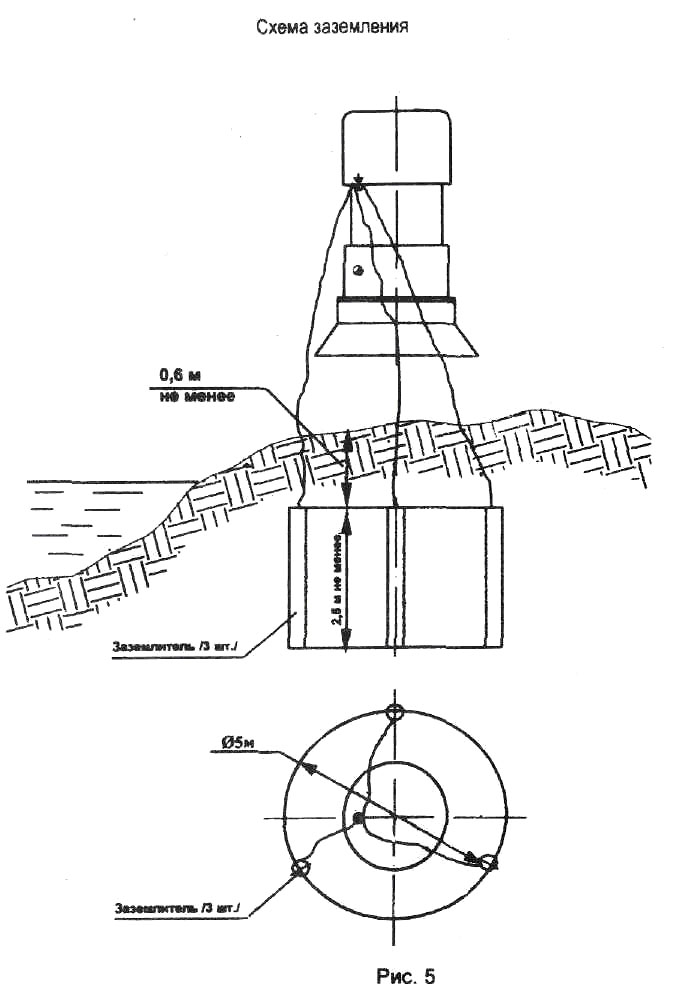 Схема заземления
0,6 м
не менее
2,5 м не менее
Заземлитель /3 шт./
Ø5м
Заземлитель /3 шт./
Рис. 5